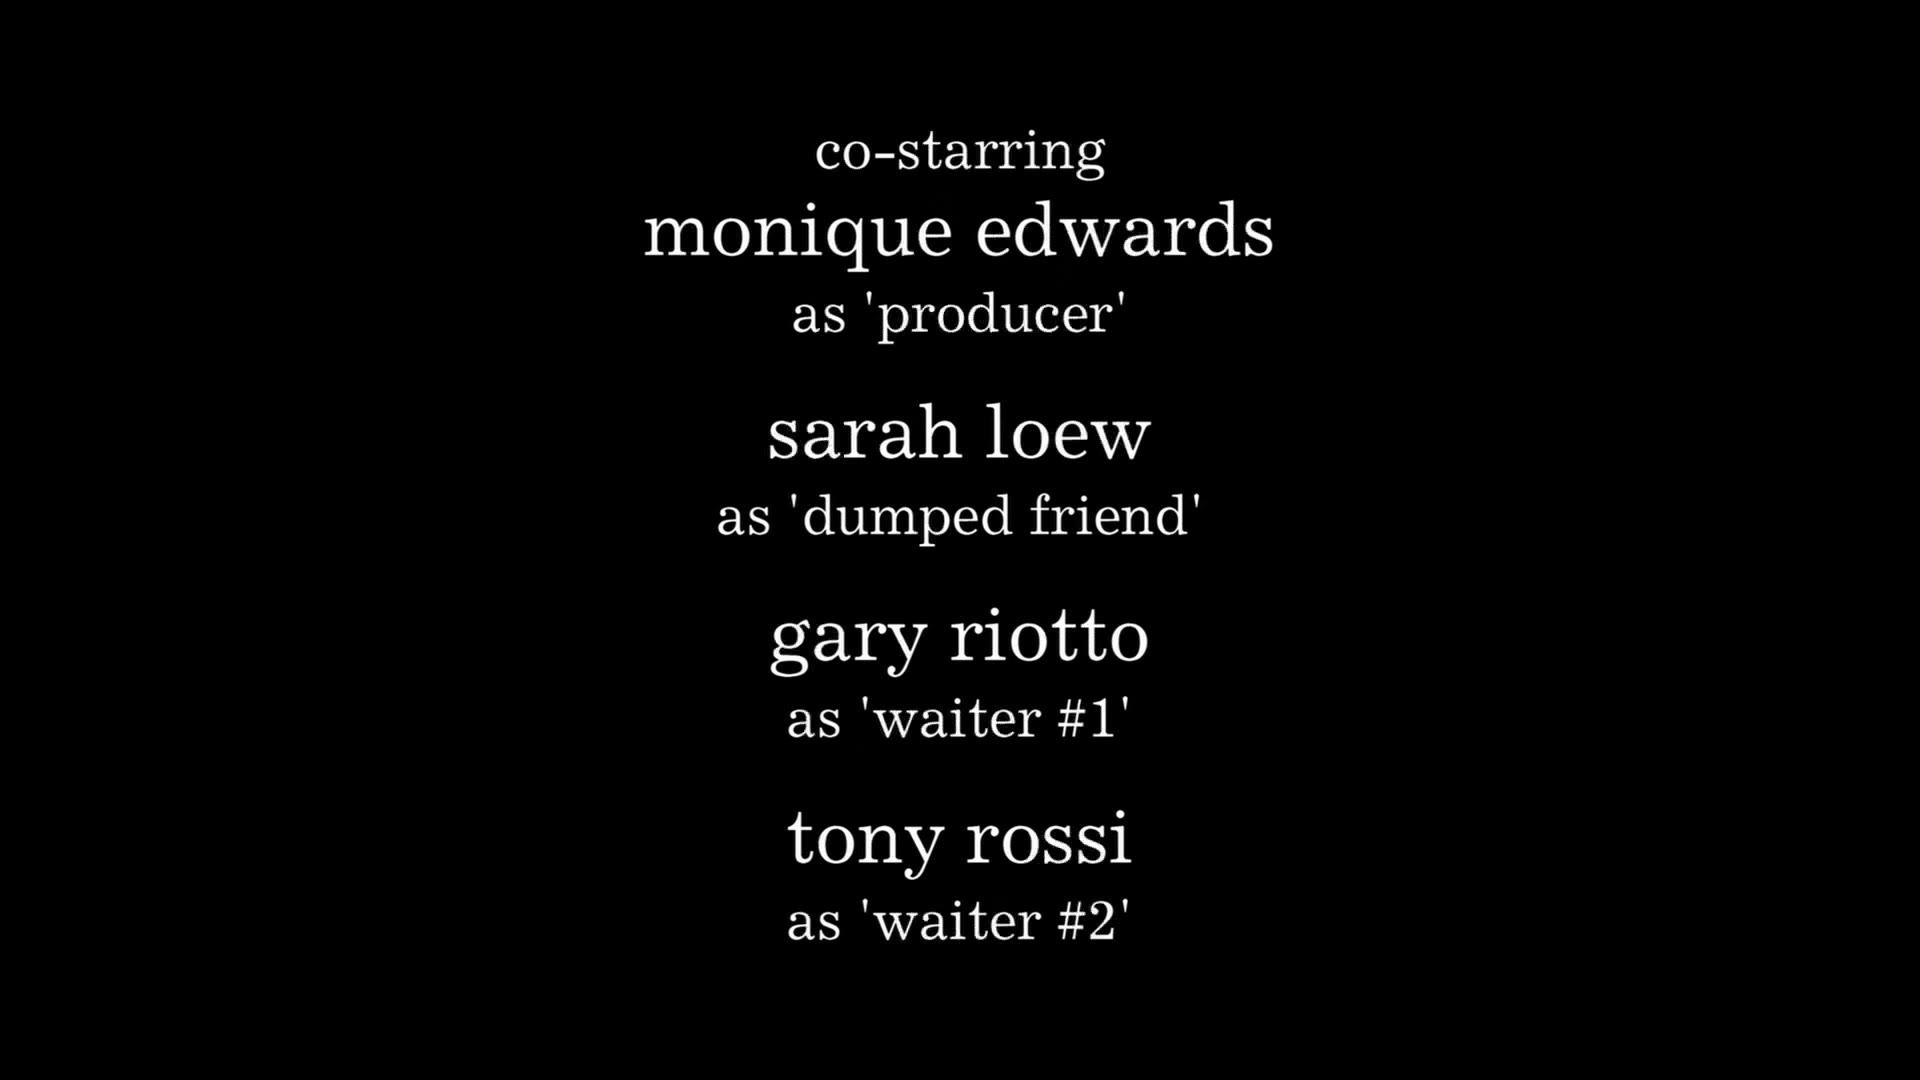 co-starring
monique edwards
as 'producer'
sarah loew
as 'dumped friend'
gary riotto
as 'waiter #1'
tony rossi
as 'waiter #2'